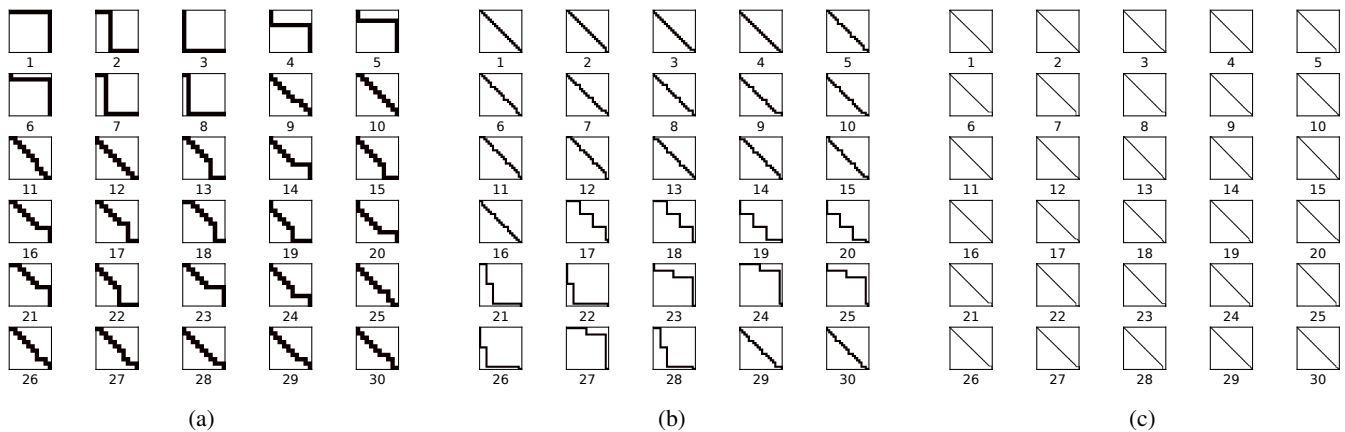 1 2 3 4 5 1 2 3 4 5 1 2 3 4 5
6 7 8 9 10 6 7 8 9 10 6 7 8 9 10
11 12 13 14 15 11 12 13 14 15 11 12 13 14 15
16 17 18 19 20 16 17 18 19 20 16 17 18 19 20
21 22 23 24 25 21 22 23 24 25 21 22 23 24 25
26 27 28 29 30 26 27 28 29 30 26 27 28 29 30
(a) (b) (c)